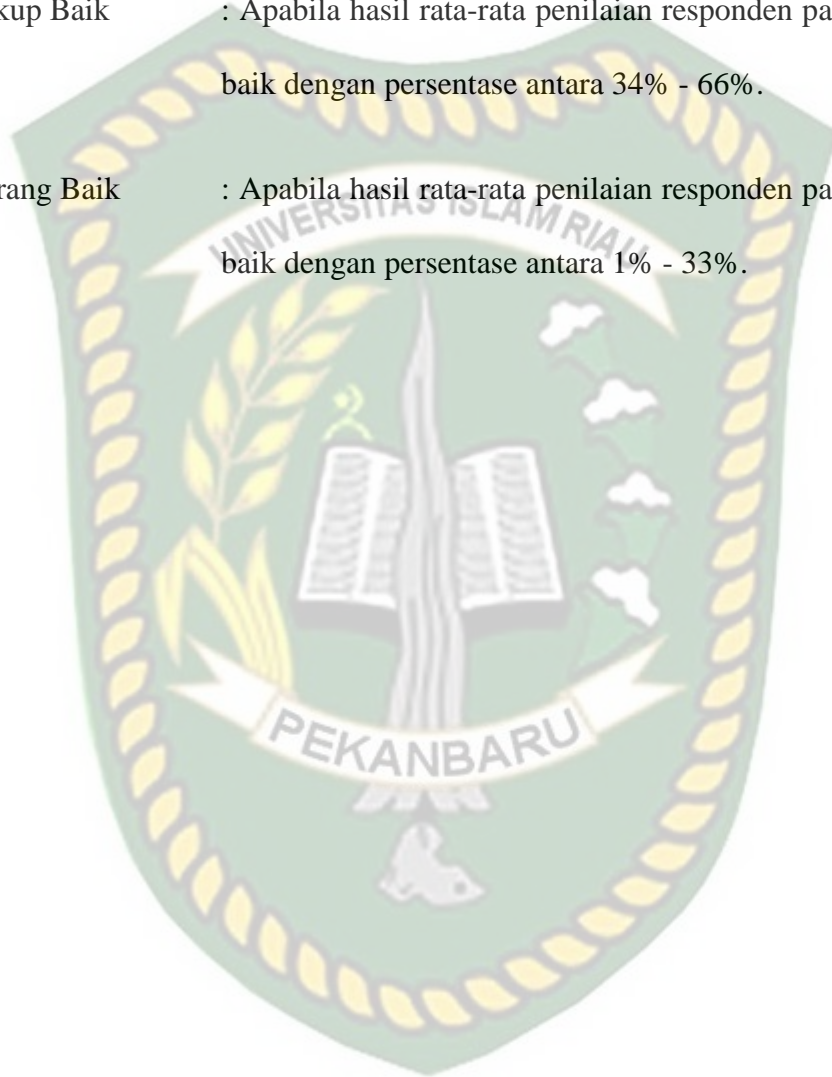 kup Baik : Apabila hasil rata-rata penilaian responden pa
baik dengan persentase antara 34% - 66%.
rang Baik : Apabila hasil rata-rata penilaian responden pa
UNIVERSITAS ISLAM RIAU
baik dengan persentase antara 1% - 33%.
PEKANBARU